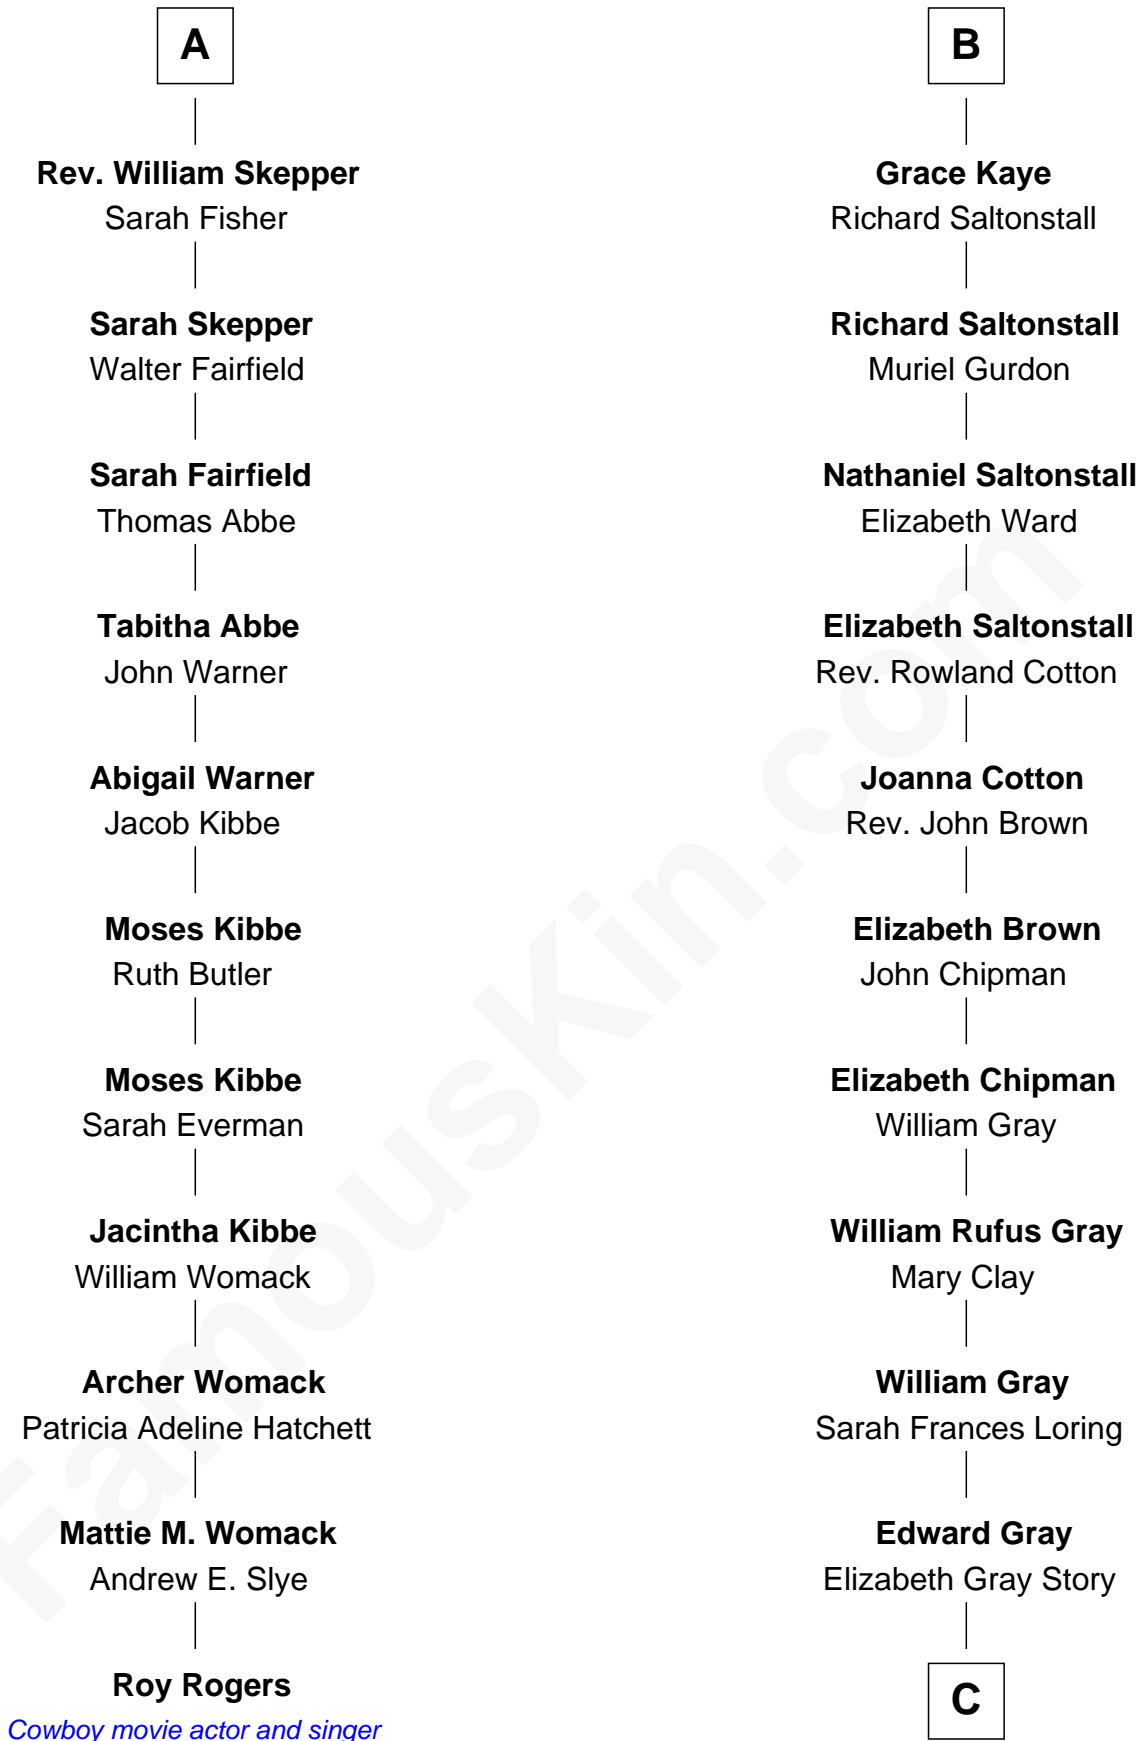 A
Rev. William Skepper
Sarah Fisher
Sarah Skepper
Walter Fairfield
Sarah Fairfield
Thomas Abbe
Tabitha Abbe
John Warner
Abigail Warner
Jacob Kibbe
Moses Kibbe
Ruth Butler
Moses Kibbe
Sarah Everman
Jacintha Kibbe
William Womack
Archer Womack
Patricia Adeline Hatchett
Mattie M. Womack
Andrew E. Slye
Roy Rogers
Cowboy movie actor and singer
B
Grace Kaye
Richard Saltonstall
Richard Saltonstall
Muriel Gurdon
Nathaniel Saltonstall
Elizabeth Ward
Elizabeth Saltonstall
Rev. Rowland Cotton
Joanna Cotton
Rev. John Brown
Elizabeth Brown
John Chipman
Elizabeth Chipman
William Gray
William Rufus Gray
Mary Clay
William Gray
Sarah Frances Loring
Edward Gray
Elizabeth Gray Story
C
FamousKin.com